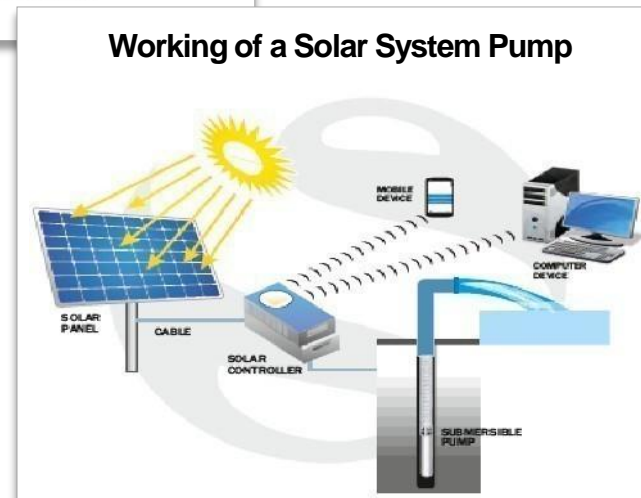 Working of a Solar System Pump
MOBILE
DEVICE
COMPUTER
DEVICE
SOLAR
PANEL
CABLE
SOLAR
CONTROLLER
SUBMERSIBLE
PUMP